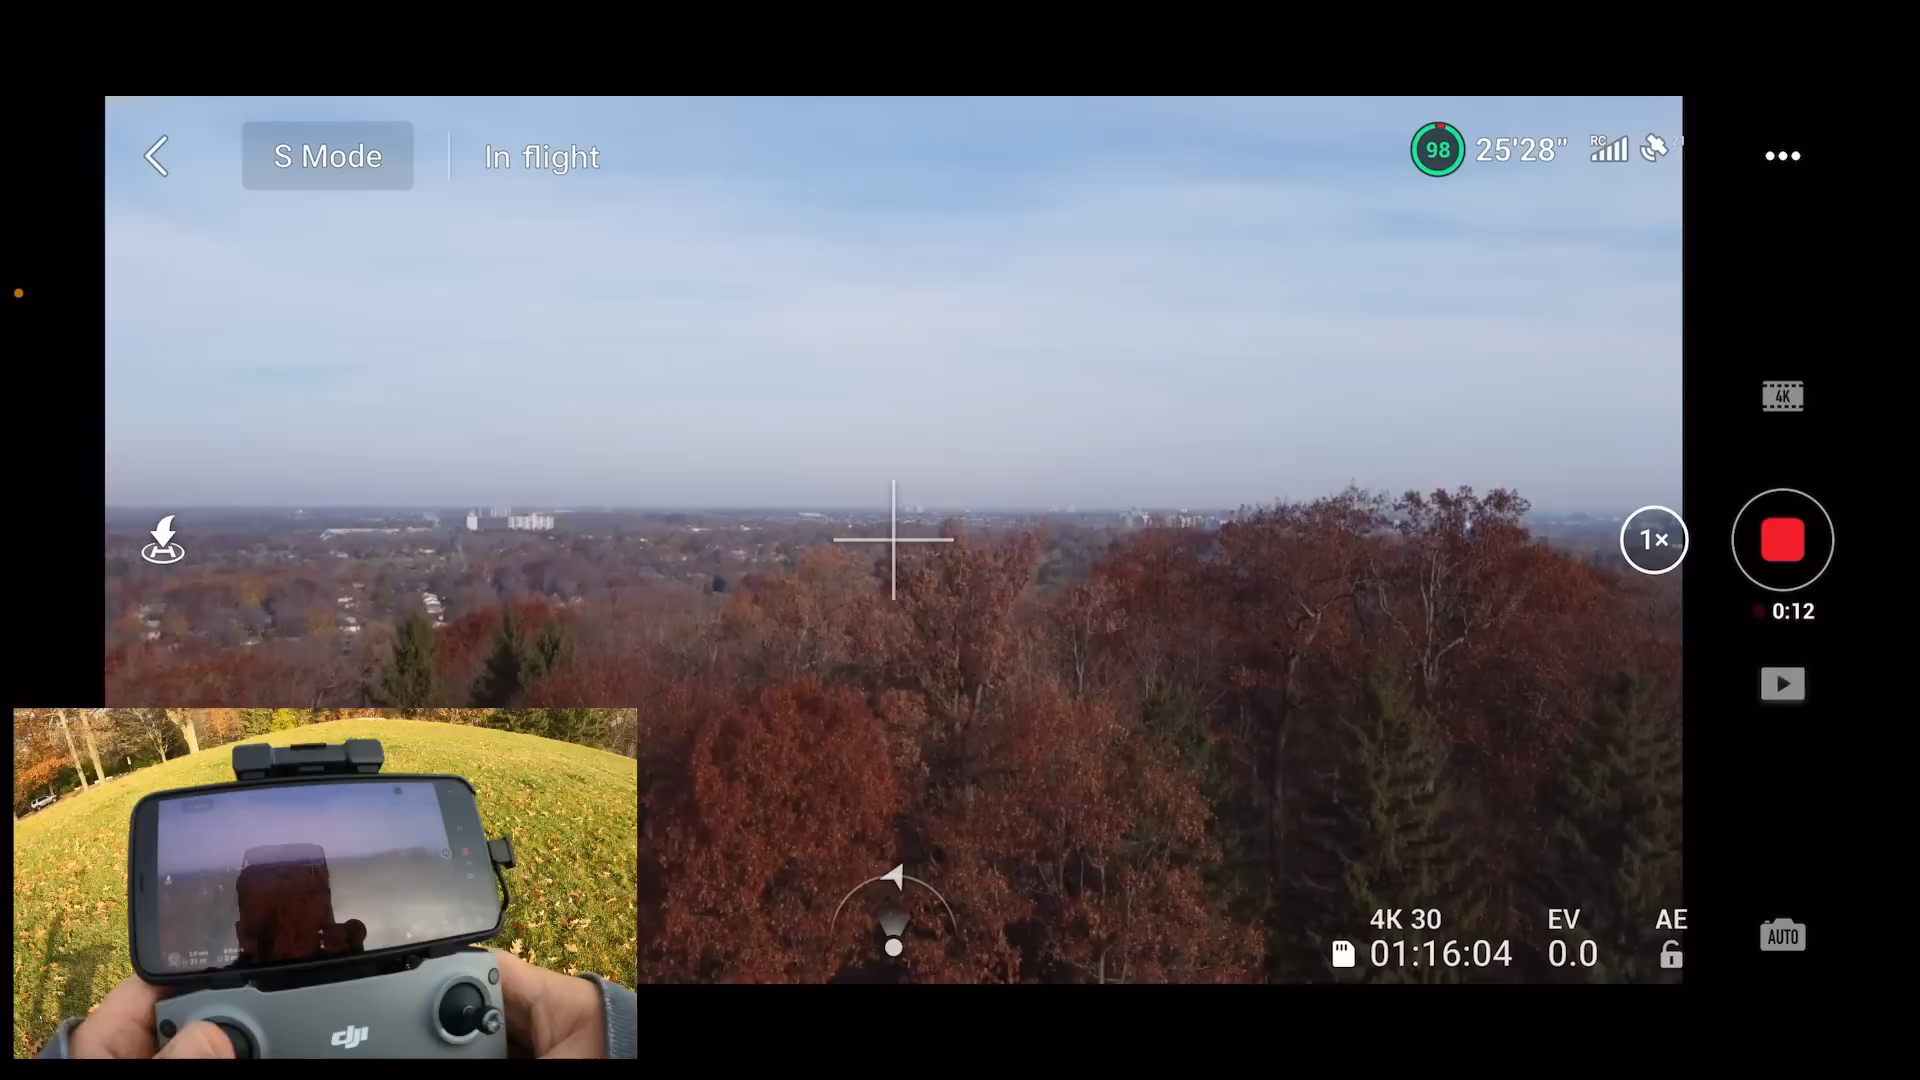 S Mode
In flight
98
25'28"
RC
21
4K
1×
0:12
4K 30
EV
AE
01:16:04
0.0
AUTO
dji